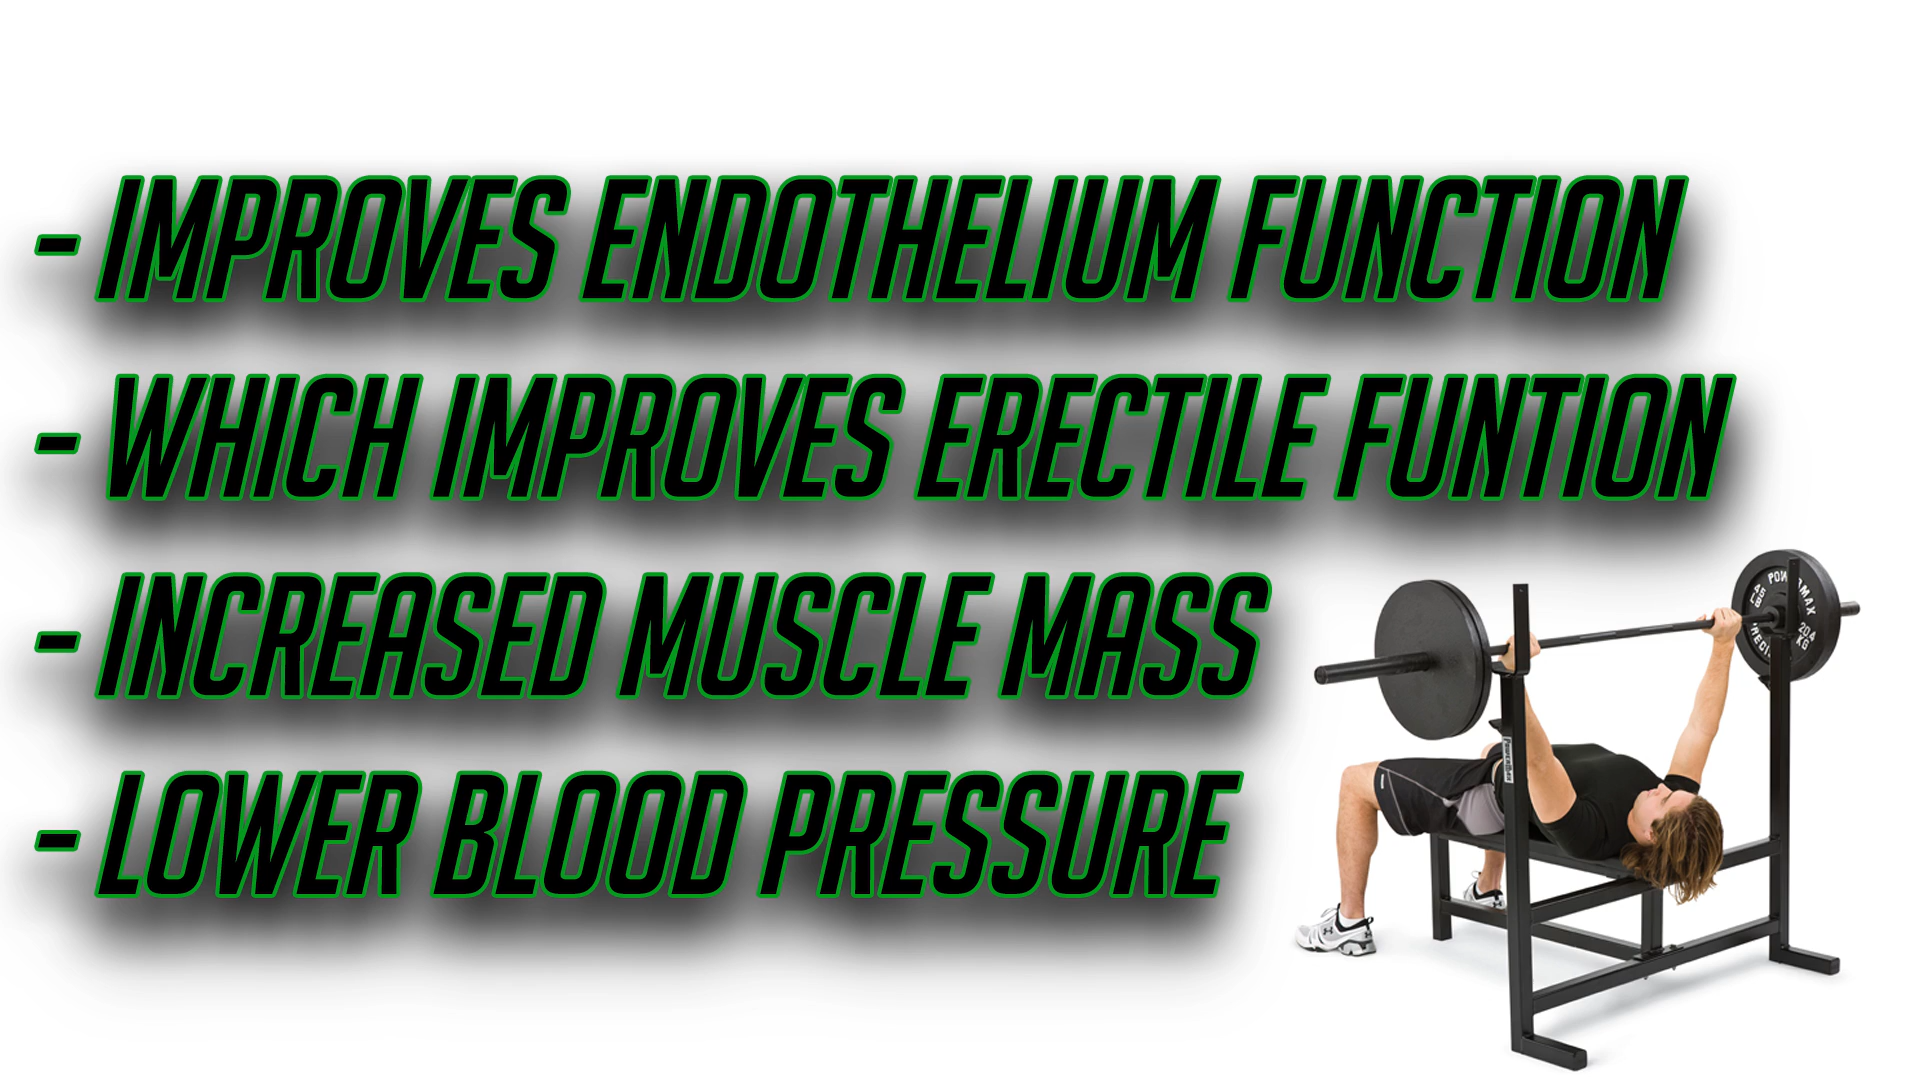 - IMPROVES ENDOTHELIUM FUNCTION
- WHICH IMPROVES ERECTILE FUNTION
- INCREASED MUSCLE MASS
- LOWER BLOOD PRESSURE